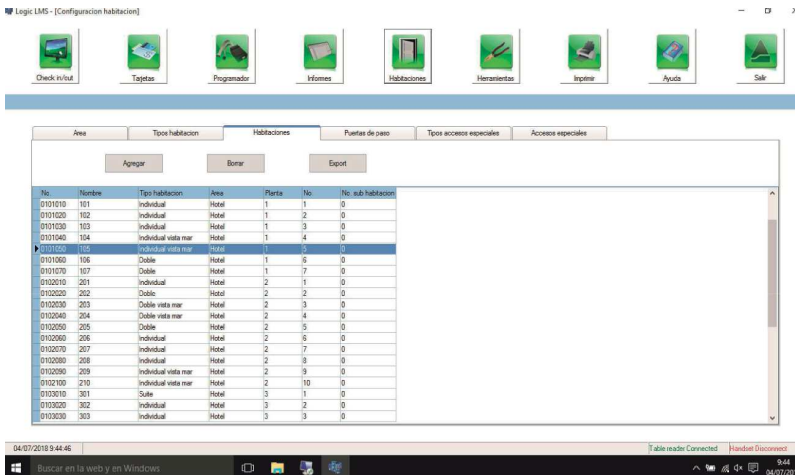 Logic LMS - [Configuracion habitacion]
Check in/out Tarjetas Programador Informes Habitaciones Herramientas Imprimir Ayuda Salir
Area Tipos habitacion Habitaciones Puertas de paso Tipos accesos especiales Accesos especiales
Agregar Borrar Export
No. Nombre Tipo habitacion Area Planta No. No. sub habitacion
0101010 101 Individual Hotel 1 1 0
0101020 102 Individual Hotel 1 2 0
0101030 103 Individual Hotel 1 3 0
0101040 104 Individual vista mar Hotel 1 4 0
0101050 105 Individual vista mar Hotel 1 5 0
0101060 106 Doble Hotel 1 6 0
0101070 107 Doble Hotel 1 7 0
0102010 201 Individual Hotel 2 1 0
0102020 202 Doble Hotel 2 2 0
0102030 203 Doble vista mar Hotel 2 3 0
0102040 204 Doble vista mar Hotel 2 4 0
0102050 205 Doble Hotel 2 5 0
0102060 206 Individual Hotel 2 6 0
0102070 207 Individual Hotel 2 7 0
0102080 208 Individual Hotel 2 8 0
0102090 209 Individual vista mar Hotel 2 9 0
0102100 210 Individual vista mar Hotel 2 10 0
0103010 301 Suite Hotel 3 1 0
0103020 302 Individual Hotel 3 2 0
0103030 303 Individual Hotel 3 3 0
04/07/2018 9:44:46 Table reader Connected Handset Disconnect
Buscar en la web y en Windows 9:44
04/07/20